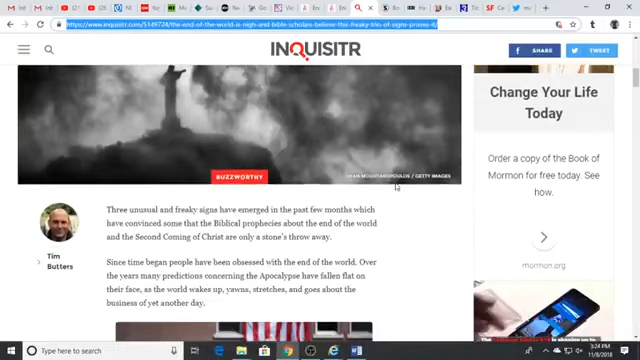 https://www.inquisitr.com/5149724/the-end-of-the-world-is-nigh-and-bible-scholars-believe-this-freaky-trio-of-signs-proves-it/
INQUISITR
SHARE
TWEET
BUZZWORTHY
/ GETTY IMAGES
Change Your Life
Today
Order a copy of the Book of
Mormon for free today. See
how.
mormon.org
Tim
Butters
Three unusual and freaky signs have emerged in the past few months which
have convinced some that the Biblical prophecies about the end of the world
and the Second Coming of Christ are only a stone's throw away.
Since time began people have been obsessed with the end of the world. Over
the years many predictions concerning the Apocalypse have fallen flat on
their face, as the world wakes up, yawns, stretches, and goes about the
business of yet another day.
Type here to search
3:24 PM
11/8/2018